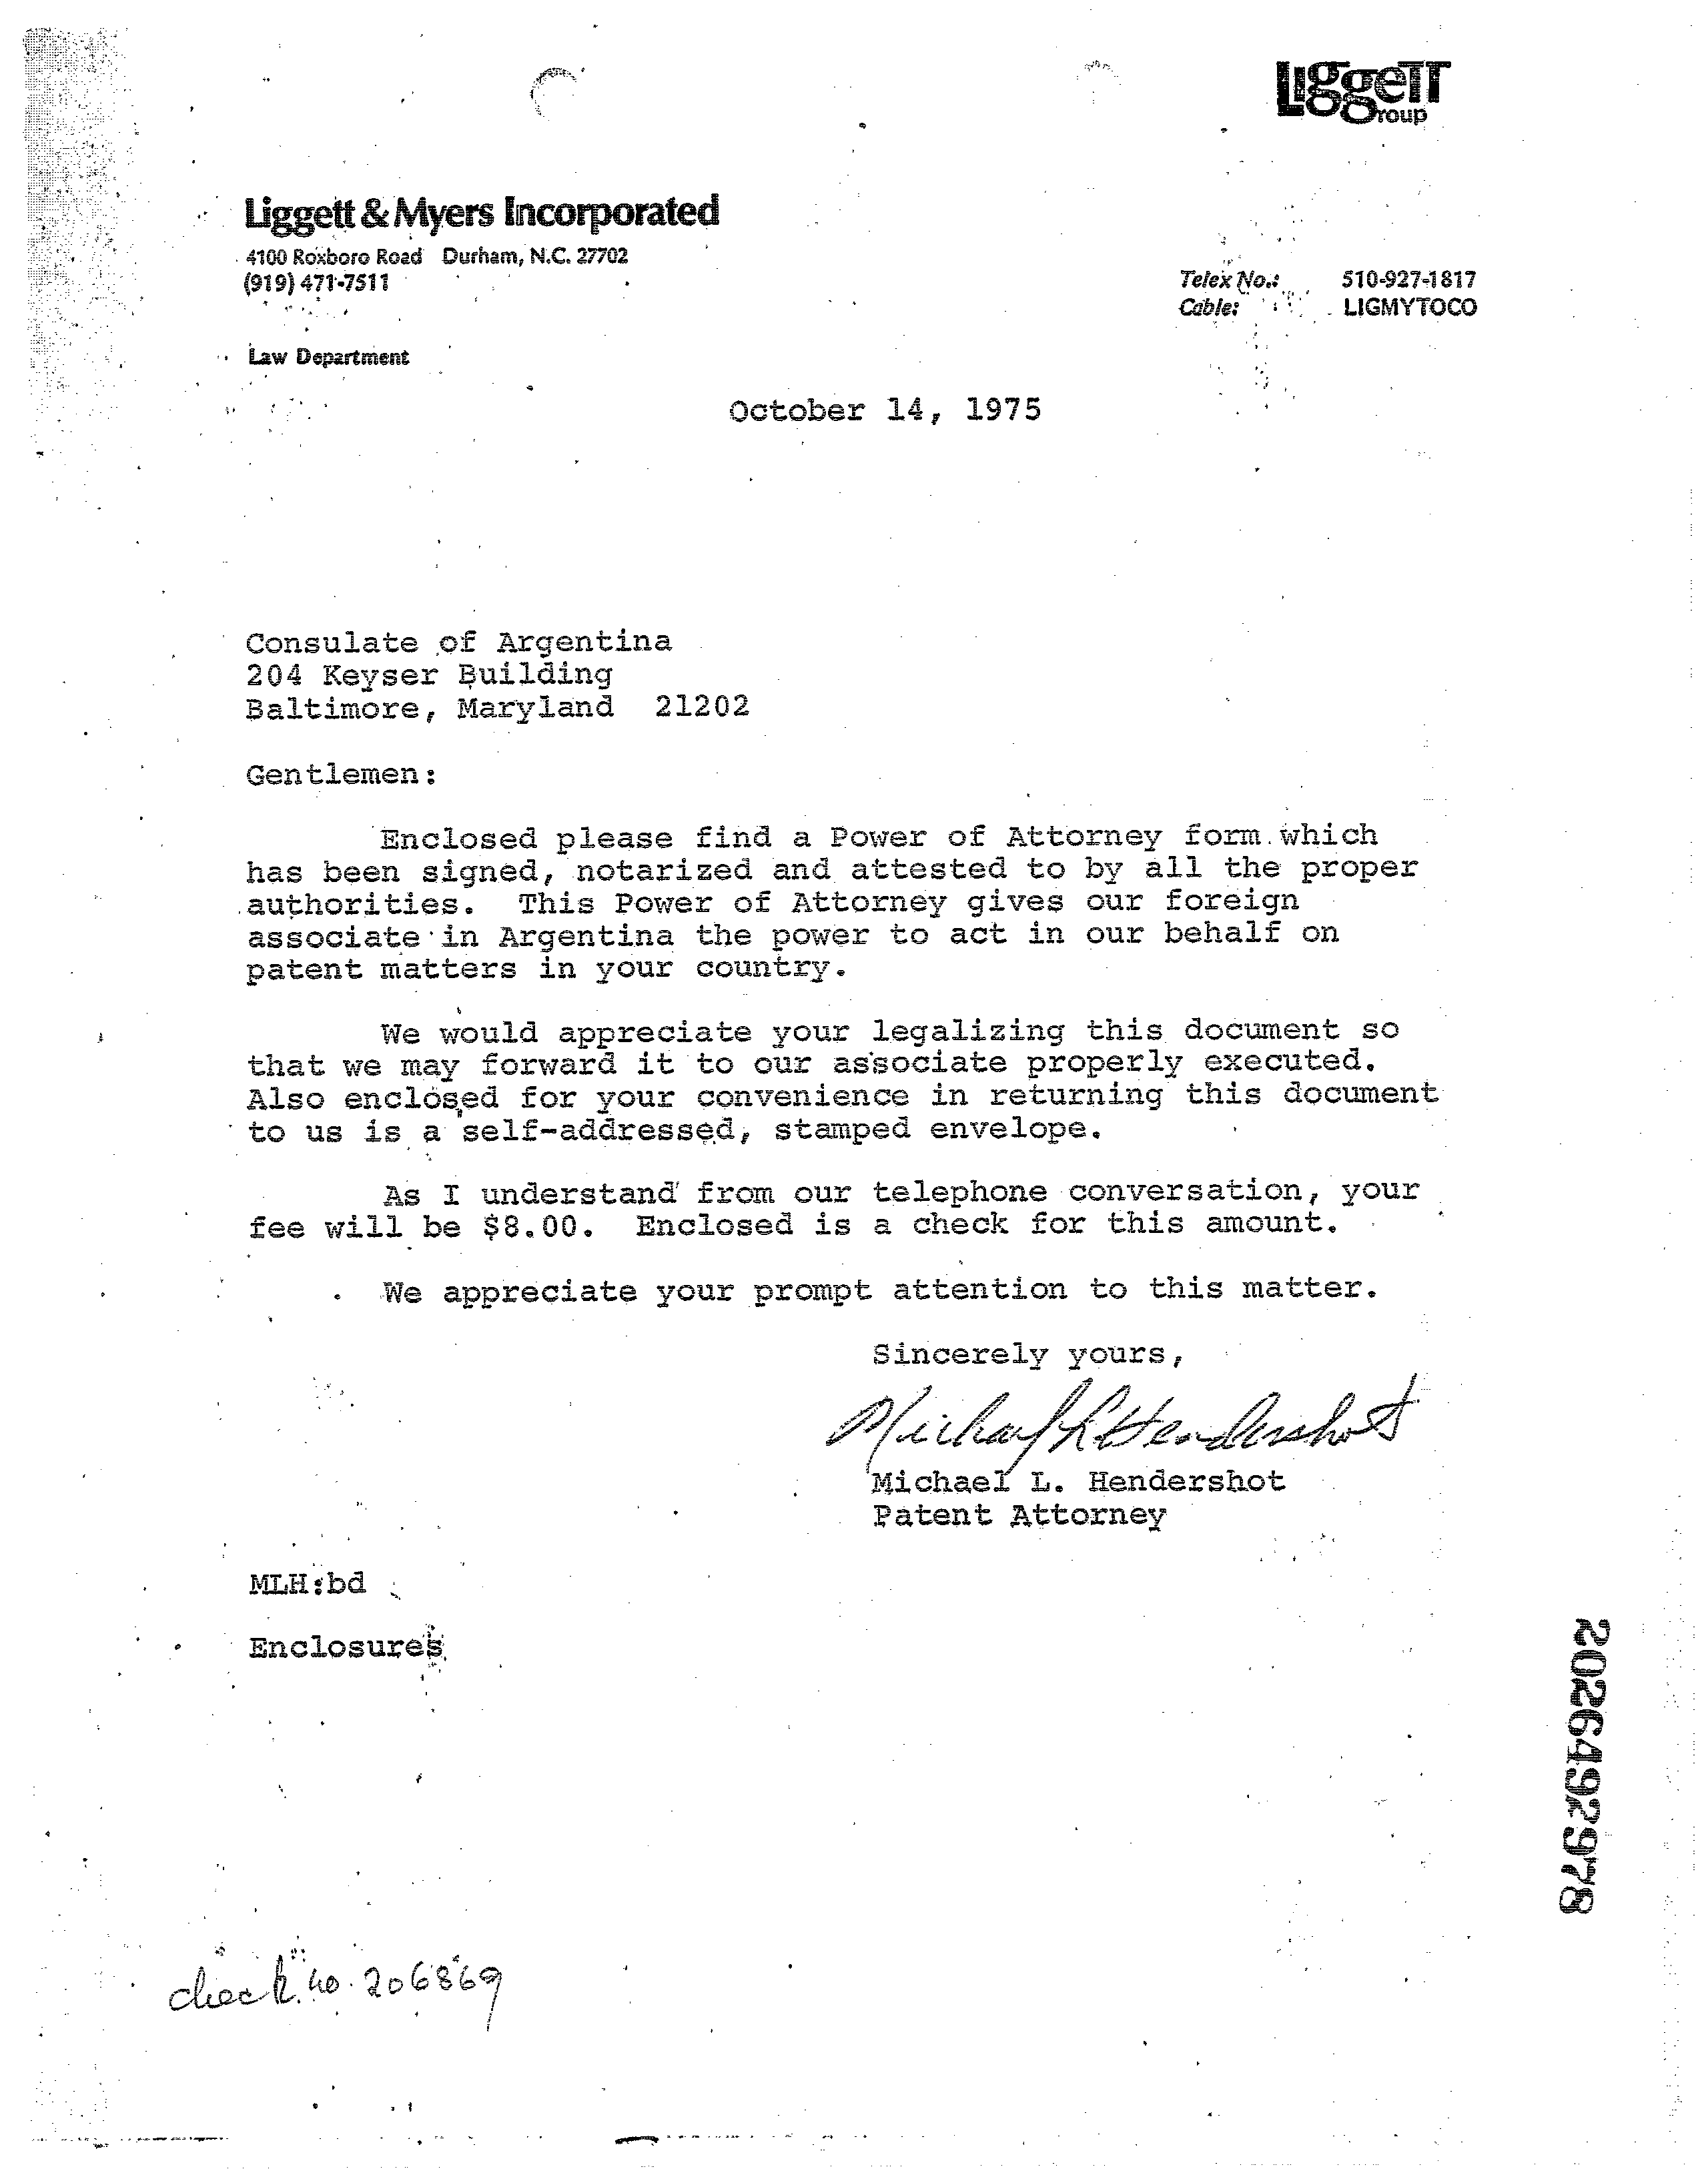 Liggett
Group
Liggett & Myers Incorporated
4100 Roxboro Road Durham, N.C. 27702
(919) 471-7511
Telex No.: 510-927-1817
Cable: LIGMYTOCO
Law Department
October 14, 1975
Consulate of Argentina
204 Keyser Building
Baltimore, Maryland 21202
Gentlemen:
Enclosed please find a Power of Attorney form which
has been signed, notarized and attested to by all the proper
authorities. This Power of Attorney gives our foreign
associate in Argentina the power to act in our behalf on
patent matters in your country.
We would appreciate your legalizing this document so
that we may forward it to our associate properly executed.
Also enclosed for your convenience in returning this document
to us is a self-addressed, stamped envelope.
As I understand from our telephone conversation, your
fee will be $8.00. Enclosed is a check for this amount.
We appreciate your prompt attention to this matter.
Sincerely yours,
Michael L Hendershot
Michael L. Hendershot
Patent Attorney
MLH:bd
Enclosures
2026492978
check no. 206869